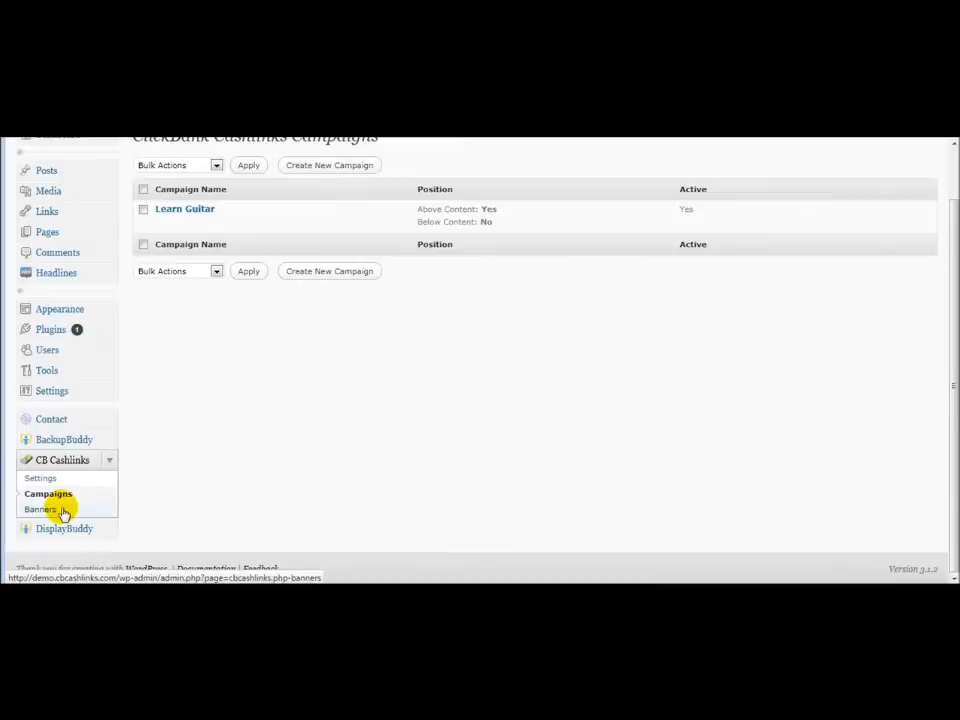 ClickBank Cashlinks Campaigns
Bulk Actions Apply Create New Campaign
Campaign Name Position Active
Learn Guitar Above Content: Yes Yes
Below Content: No
Campaign Name Position Active
Bulk Actions Apply Create New Campaign
Posts
Media
Links
Pages
Comments
Headlines
Appearance
Plugins 1
Users
Tools
Settings
Contact
BackupBuddy
CB Cashlinks
Settings
Campaigns
Banners
DisplayBuddy
Thank you for creating with WordPress. | Documentation | Feedback
Version 3.1.2
http://demo.cbcashlinks.com/wp-admin/admin.php?page=cbcashlinks.php-banners